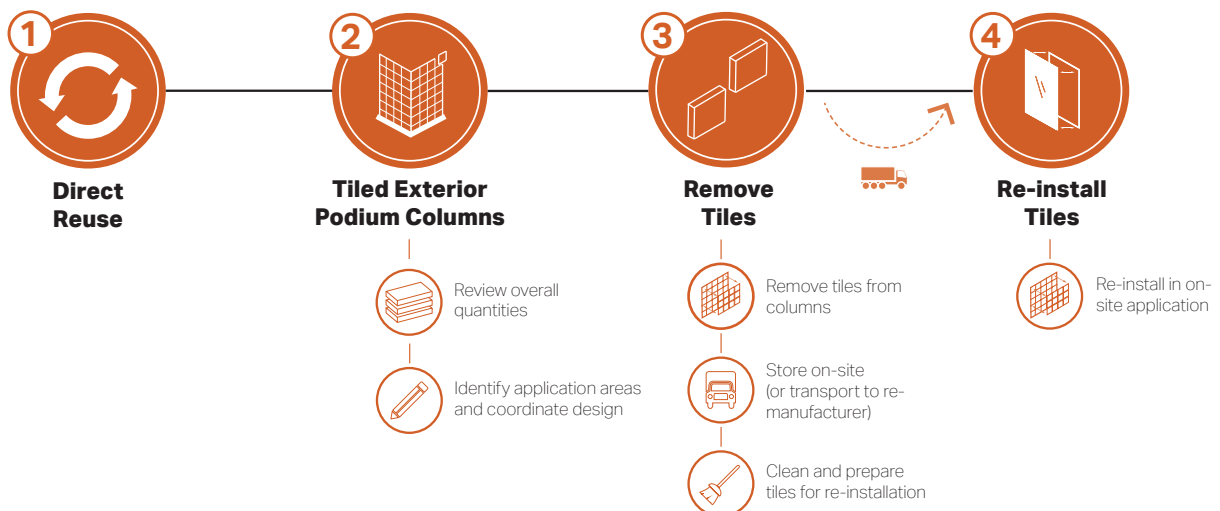 1
Direct
Reuse
2
Tiled Exterior
Podium Columns
Review overall
quantities
Identify application areas
and coordinate design
3
Remove
Tiles
Remove tiles from
columns
Store on-site
(or transport to re-
manufacturer)
Clean and prepare
tiles for re-installation
4
Re-install
Tiles
Re-install in on-
site application